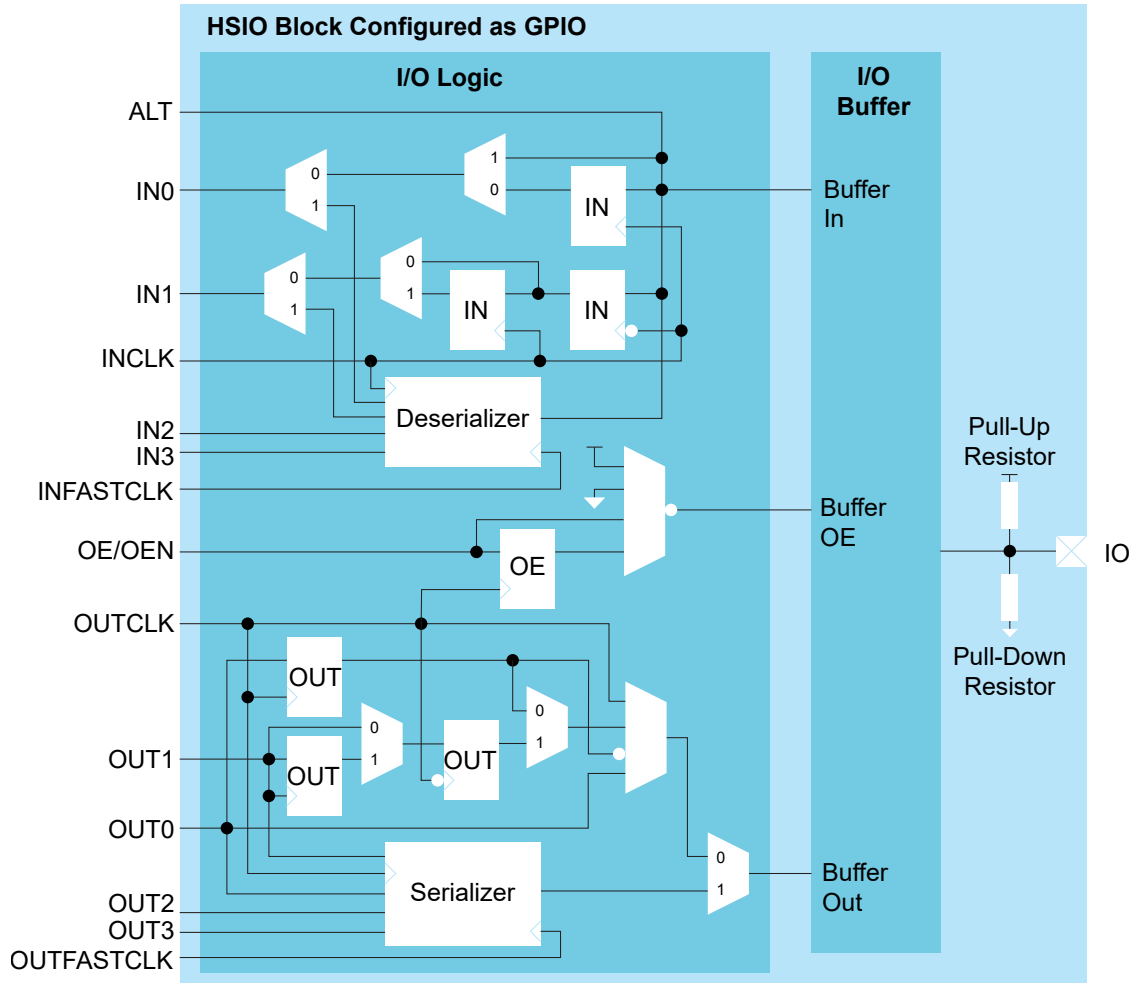 HSIO Block Configured as GPIO
I/O Logic
I/O
Buffer
ALT
IN0
0
1
1
0
IN
Buffer
In
IN1
0
1
0
1
IN
IN
INCLK
Deserializer
IN2
IN3
INFASTCLK
Pull-Up
Resistor
OE/OEN
OE
Buffer
OE
IO
OUTCLK
OUT
Pull-Down
Resistor
OUT1
OUT
0
1
OUT
0
1
OUT0
Serializer
0
1
Buffer
Out
OUT2
OUT3
OUTFASTCLK